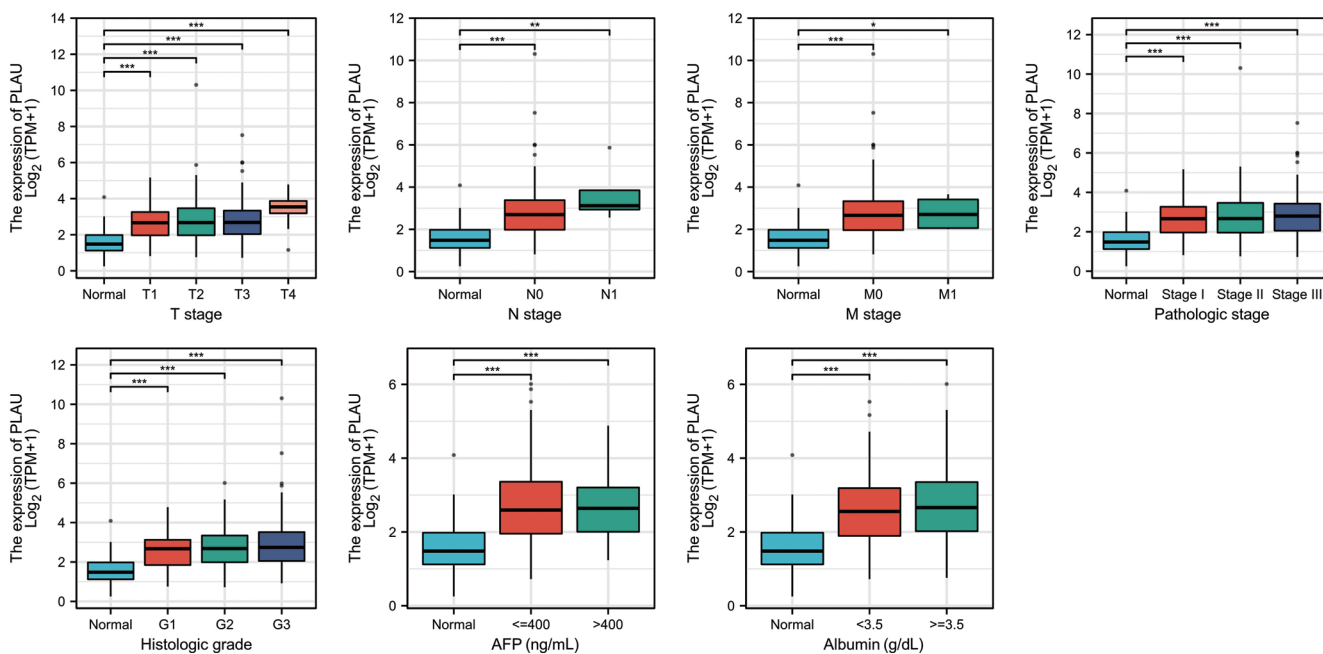 The expression of PLAU
Log₂ (TPM+1)
14
12
10
8
6
4
2
0
***
***
***
***
Normal T1 T2 T3 T4
T stage
The expression of PLAU
Log₂ (TPM+1)
12
10
8
6
4
2
0
**
***
Normal N0 N1
N stage
The expression of PLAU
Log₂ (TPM+1)
12
10
8
6
4
2
0
*
***
Normal M0 M1
M stage
The expression of PLAU
Log₂ (TPM+1)
12
10
8
6
4
2
0
***
***
***
Normal Stage I Stage II Stage III
Pathologic stage
The expression of PLAU
Log₂ (TPM+1)
12
10
8
6
4
2
0
***
***
***
Normal G1 G2 G3
Histologic grade
The expression of PLAU
Log₂ (TPM+1)
6
4
2
0
***
***
Normal <=400 >400
AFP (ng/mL)
The expression of PLAU
Log₂ (TPM+1)
6
4
2
0
***
***
Normal <3.5 >=3.5
Albumin (g/dL)